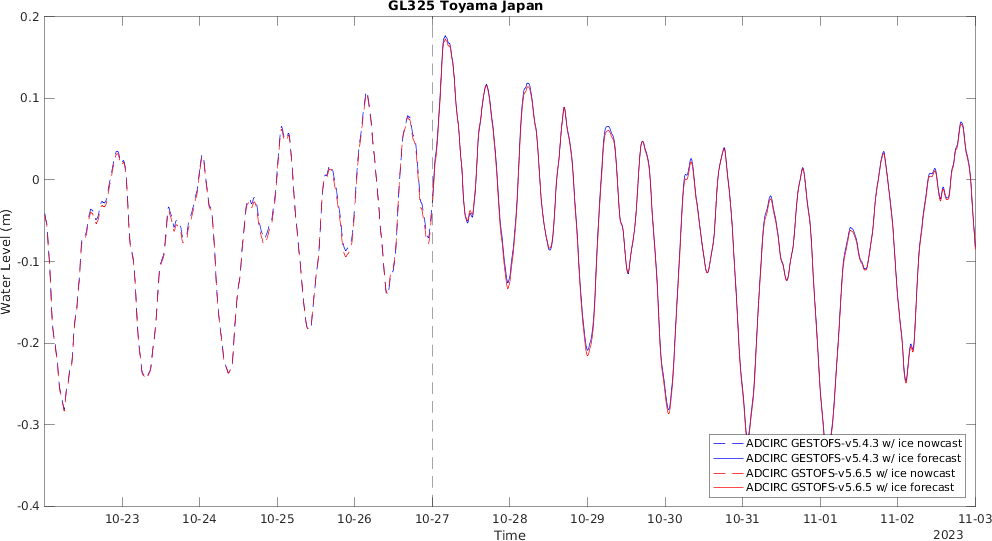 GL325 Toyama Japan
0.2
0.1
0
-0.1
-0.2
-0.3
-0.4
Water Level (m)
ADCIRC GESTOFS-v5.4.3 w/ ice nowcast
ADCIRC GESTOFS-v5.4.3 w/ ice forecast
ADCIRC GSTOFS-v5.6.5 w/ ice nowcast
ADCIRC GSTOFS-v5.6.5 w/ ice forecast
10-23 10-24 10-25 10-26 10-27 10-28 10-29 10-30 10-31 11-01 11-02 11-03
Time
2023